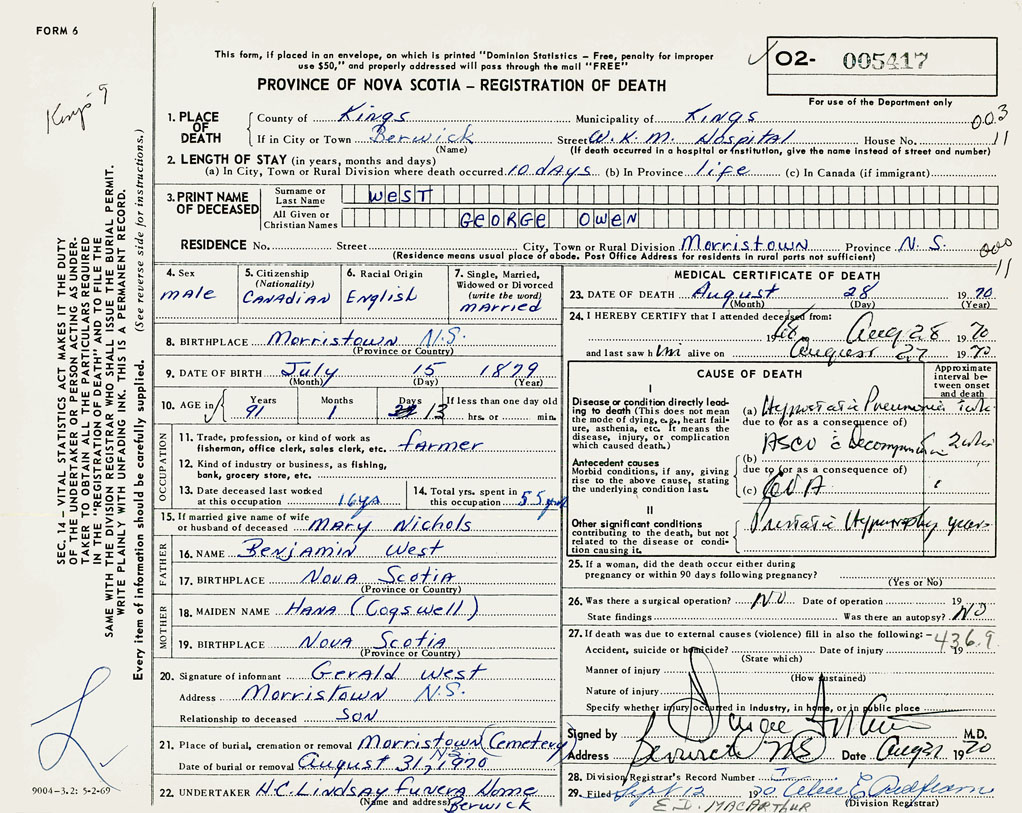 FORM 6
This form, if placed in an envelope, on which is printed "Dominion Statistics – Free, penalty for improper
use $50," and properly addressed will pass through the mail "FREE"
PROVINCE OF NOVA SCOTIA – REGISTRATION OF DEATH
O2- 005417
For use of the Department only
Kings 9
SEC. 14 – VITAL STATISTICS ACT MAKES IT THE DUTY
OF THE UNDERTAKER OR PERSON ACTING AS UNDER-
TAKER TO OBTAIN ALL THE PARTICULARS REQUIRED
IN THE "REGISTRATION OF DEATH" AND TO FILE THE
SAME WITH THE DIVISION REGISTRAR WHO SHALL ISSUE THE BURIAL PERMIT.
WRITE PLAINLY WITH UNFADING INK. THIS IS A PERMANENT RECORD.
Every item of information should be carefully supplied. (See reverse side for instructions.)
1. PLACE OF DEATH County of Kings Municipality of Kings 003
If in City or Town Berwick Street W.K.M. Hospital House No. 11
(Name) (If death occurred in a hospital or institution, give the name instead of street and number)
2. LENGTH OF STAY (in years, months and days)
(a) In City, Town or Rural Division where death occurred 10 days (b) In Province life (c) In Canada (if immigrant)
3. PRINT NAME OF DECEASED Surname or Last Name WEST
All Given or Christian Names GEORGE OWEN
RESIDENCE No. Street City, Town or Rural Division Morristown Province N.S. 000
(Residence means usual place of abode. Post Office Address for residents in rural parts not sufficient) 11
4. Sex male
5. Citizenship (Nationality) CANADIAN
6. Racial Origin English
7. Single, Married, Widowed or Divorced (write the word) married
8. BIRTHPLACE Morristown N.S.
(Province or Country)
9. DATE OF BIRTH July 15 1879
(Month) (Day) (Year)
10. AGE in Years 91 Months 1 Days 13 If less than one day old hrs. or min.
OCCUPATION
11. Trade, profession, or kind of work as fisherman, office clerk, sales clerk, etc. farmer
12. Kind of industry or business, as fishing, bank, grocery store, etc.
13. Date deceased last worked at this occupation 16 yrs
14. Total yrs. spent in this occupation 55 years
15. If married give name of wife or husband of deceased Mary Nichols
FATHER
16. NAME Benjamin West
17. BIRTHPLACE Nova Scotia
(Province or Country)
MOTHER
18. MAIDEN NAME HANA (Cogswell)
19. BIRTHPLACE Nova Scotia
(Province or Country)
20. Signature of informant Gerald West
Address Morristown N.S.
Relationship to deceased SON
21. Place of burial, cremation or removal Morristown (Cemetery) N.S.
Date of burial or removal August 31, 1970
22. UNDERTAKER H.C. Lindsay Funeral Home
(Name and address) Berwick
9004-3.2: 5-2-69
MEDICAL CERTIFICATE OF DEATH
23. DATE OF DEATH August 28 1970
(Month) (Day) (Year)
24. I HEREBY CERTIFY that I attended deceased from:
1968 Aug 28 1970
and last saw him alive on August 27 1970
CAUSE OF DEATH
Approximate interval between onset and death
I
Disease or condition directly leading to death (This does not mean the mode of dying, e.g., heart failure, asthenia, etc. It means the disease, injury, or complication which caused death.)
(a) Hypostatic Pneumonia
due to (or as a consequence of)
(b) ASCVD
Antecedent causes
Morbid conditions, if any, giving rise to the above cause, stating the underlying condition last.
due to (or as a consequence of)
(c) CVA
II
Other significant conditions contributing to the death, but not related to the disease or condition causing it.
Prostatic Hypertrophy years
25. If a woman, did the death occur either during pregnancy or within 90 days following pregnancy?
(Yes or No)
26. Was there a surgical operation? NO Date of operation 19
State findings Was there an autopsy? NO
27. If death was due to external causes (violence) fill in also the following: 436.9
Accident, suicide or homicide? Date of injury 19
(State which)
Manner of injury
(How sustained)
Nature of injury
Specify whether injury occurred in industry, in home, or in public place
Signed by M.D.
Address Berwick NS Date Aug 31 1970
28. Division Registrar's Record Number
29. Filed Sept 12 1970
(Division Registrar)
E.I. MACARTHUR